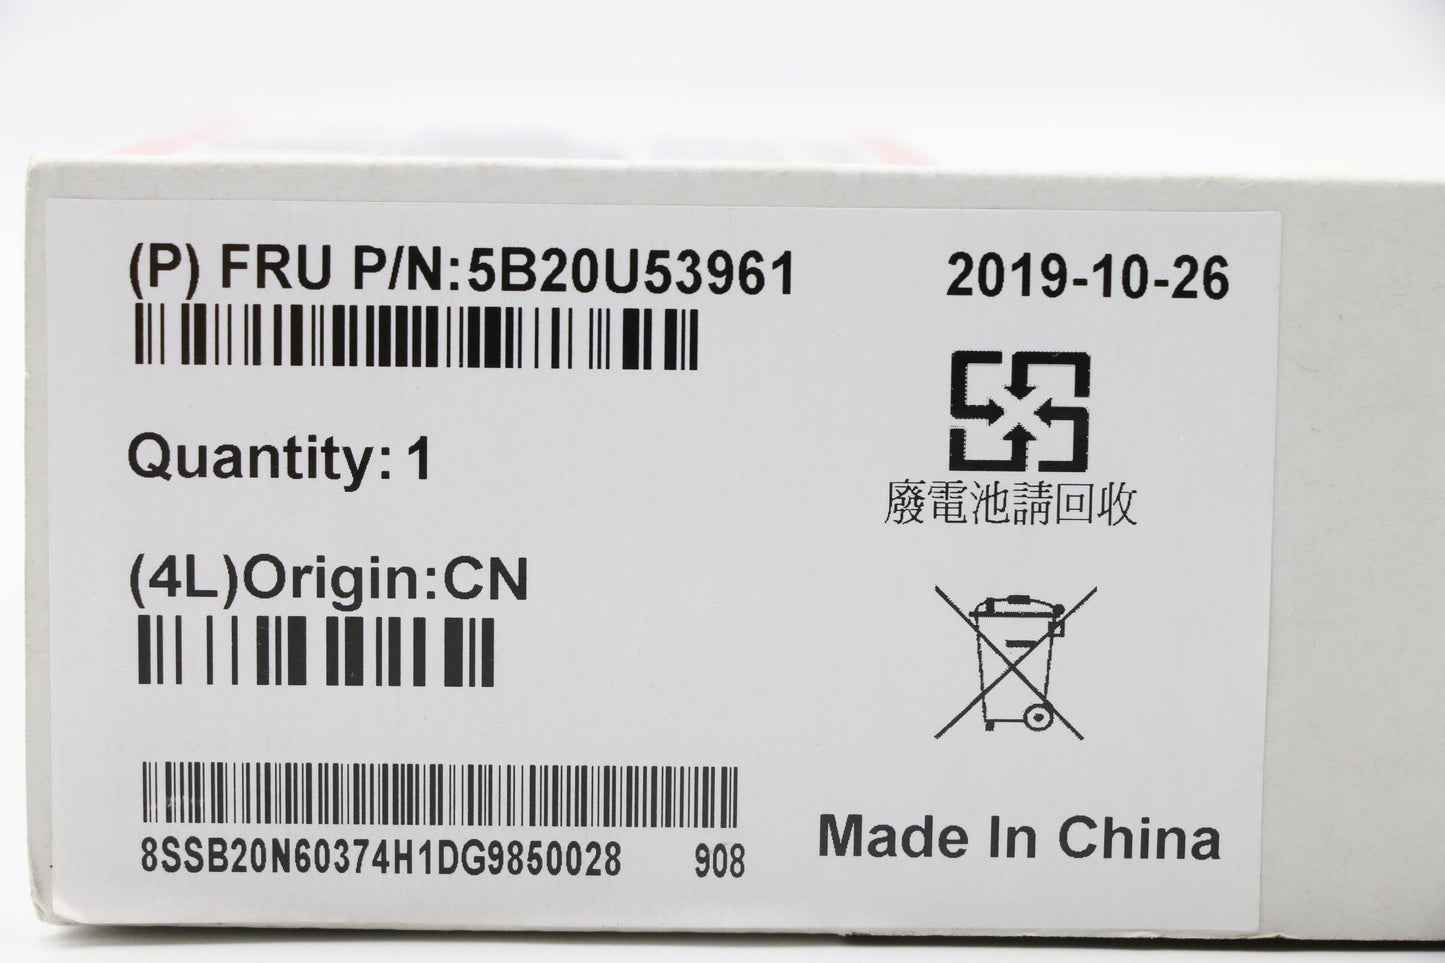 (P) FRU P/N:5B20U53961
2019-10-26
Quantity: 1
廢電池請回收
(4L)Origin:CN
8SSB20N60374H1DG9850028 908
Made In China